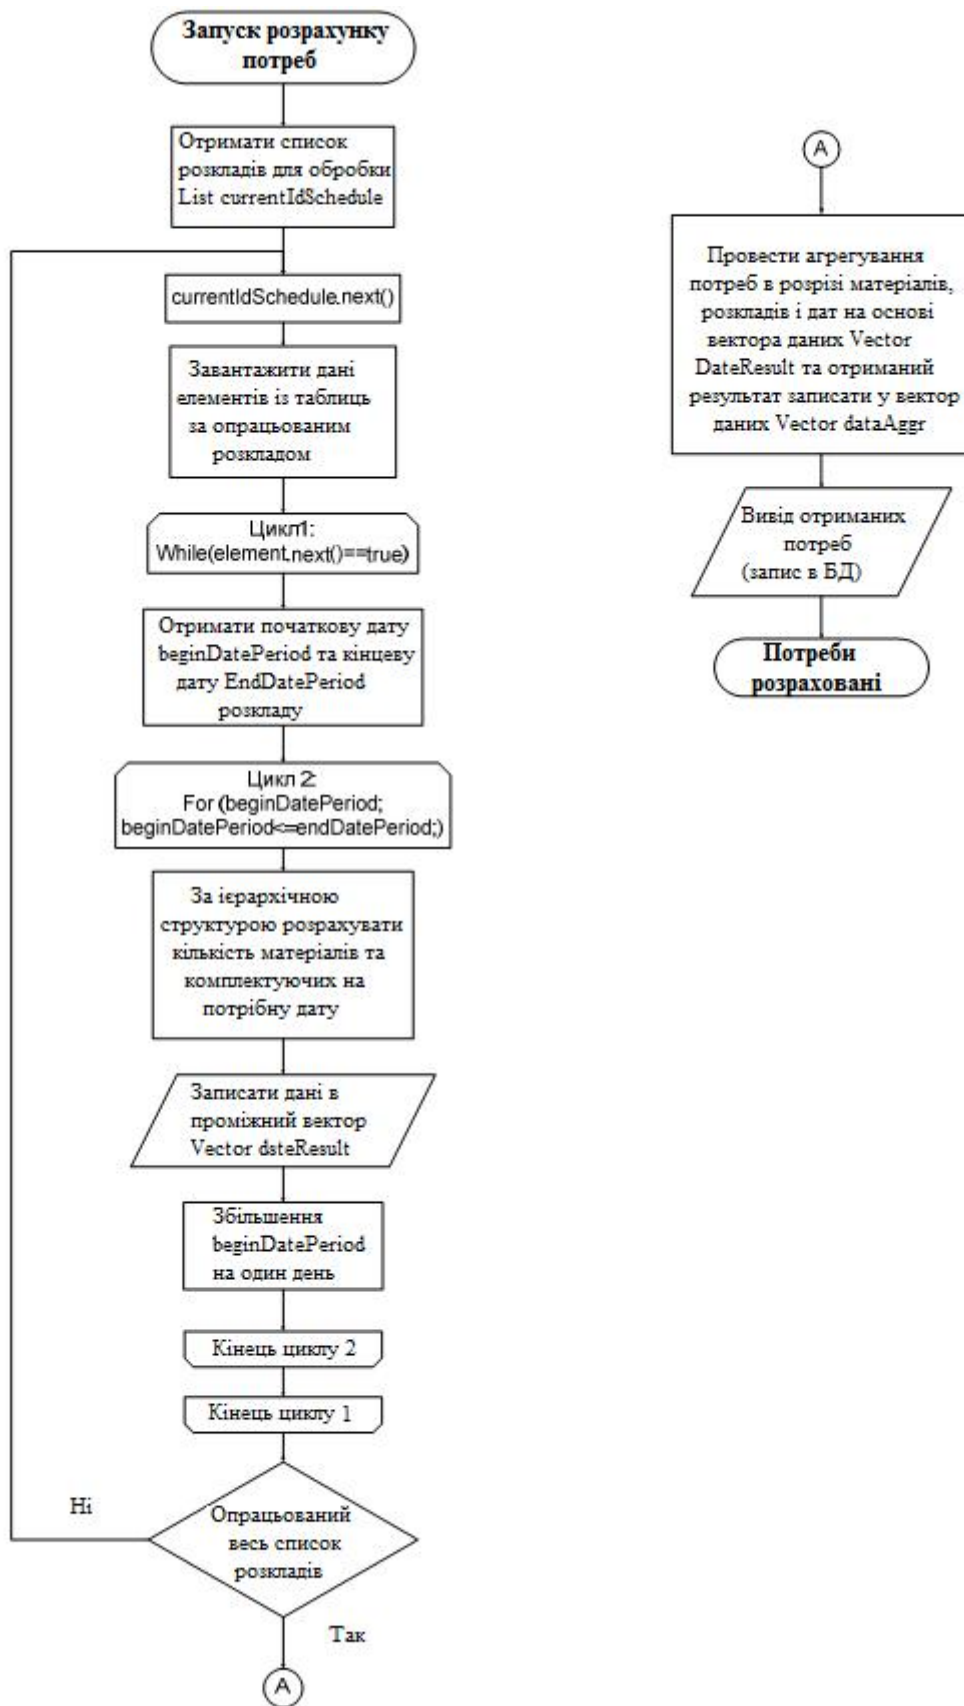 Запуск розрахунку
потреб
Отримати список
розкладів для обробки
List currentIdSchedule
currentIdSchedule.next()
Завантажити дані
елементів із таблиць
за опрацьованим
розкладом
Цикл1:
While(element.next()==true)
Отримати початкову дату
beginDatePeriod та кінцеву
дату EndDatePeriod
розкладу
Цикл 2:
For (beginDatePeriod;
beginDatePeriod<=endDatePeriod;)
За ієрархічною
структурою розрахувати
кількість матеріалів та
комплектуючих на
потрібну дату
Записати дані в
проміжний вектор
Vector dsteResult
Збільшення
beginDatePeriod
на один день
Кінець циклу 2
Кінець циклу 1
Опрацьований
весь список
розкладів
Ні
Так
A
A
Провести агрегування
потреб в розрізі матеріалів,
розкладів і дат на основі
вектора даних Vector
DateResult та отриманий
результат записати у вектор
даних Vector dataAggr
Вивід отриманих
потреб
(запис в БД)
Потреби
розраховані